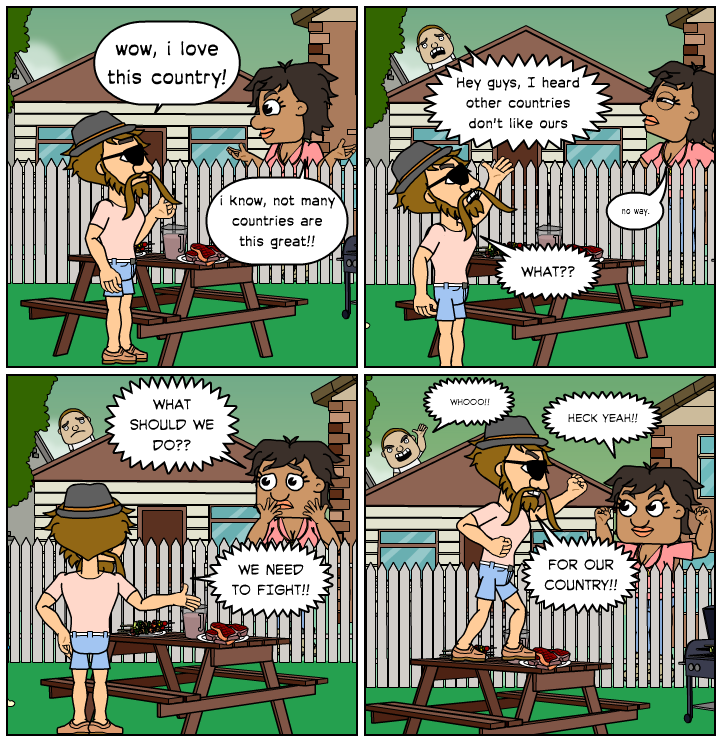 wow, i love
this country!
i know, not many
countries are
this great!!
Hey guys, I heard
other countries
don't like ours
no way.
WHAT??
WHAT
SHOULD WE
DO??
WE NEED
TO FIGHT!!
WHOOO!!
HECK YEAH!!
FOR OUR
COUNTRY!!